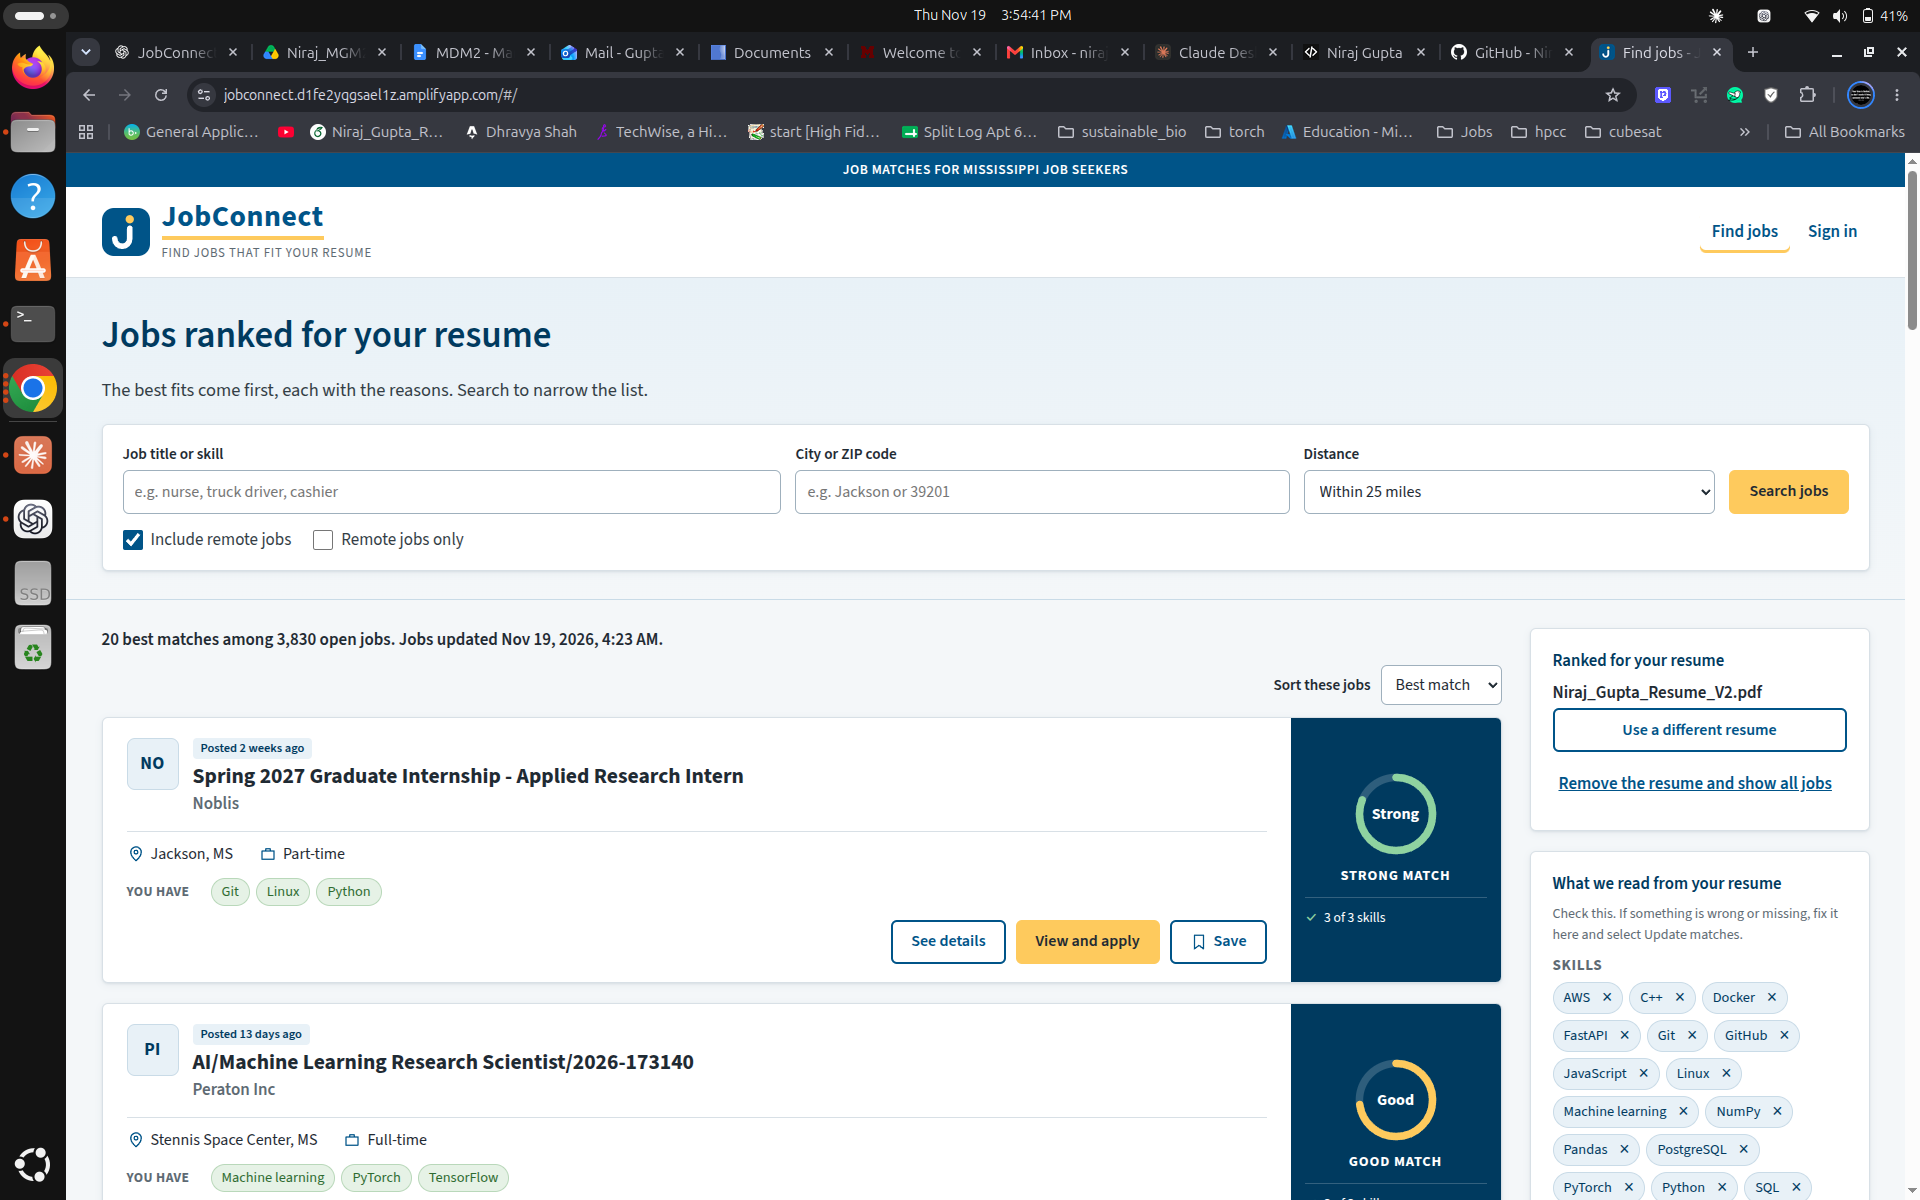 Thu Nov 19 3:54:41 PM
41%
JobConnec
Niraj_MGM
MDM2 - Ma
Mail - Gupta
Documents
Welcome to
Inbox - niraj
Claude Des
Niraj Gupta
GitHub - Ni
Find jobs -
jobconnect.d1fe2yqgsael1z.amplifyapp.com/#/
General Applic...
Niraj_Gupta_R...
Dhravya Shah
TechWise, a Hi...
start [High Fid...
Split Log Apt 6...
sustainable_bio
torch
Education - Mi...
Jobs
hpcc
cubesat
All Bookmarks
JOB MATCHES FOR MISSISSIPPI JOB SEEKERS
JobConnect
FIND JOBS THAT FIT YOUR RESUME
Find jobs
Sign in
Jobs ranked for your resume
The best fits come first, each with the reasons. Search to narrow the list.
Job title or skill
City or ZIP code
Distance
e.g. nurse, truck driver, cashier
e.g. Jackson or 39201
Within 25 miles
Search jobs
Include remote jobs
Remote jobs only
20 best matches among 3,830 open jobs. Jobs updated Nov 19, 2026, 4:23 AM.
Sort these jobs
Best match
NO
Posted 2 weeks ago
Spring 2027 Graduate Internship - Applied Research Intern
Noblis
Jackson, MS
Part-time
YOU HAVE
Git
Linux
Python
See details
View and apply
Save
Strong
STRONG MATCH
3 of 3 skills
PI
Posted 13 days ago
AI/Machine Learning Research Scientist/2026-173140
Peraton Inc
Stennis Space Center, MS
Full-time
YOU HAVE
Machine learning
PyTorch
TensorFlow
Good
GOOD MATCH
Ranked for your resume
Niraj_Gupta_Resume_V2.pdf
Use a different resume
Remove the resume and show all jobs
What we read from your resume
Check this. If something is wrong or missing, fix it
here and select Update matches.
SKILLS
AWS
C++
Docker
FastAPI
Git
GitHub
JavaScript
Linux
Machine learning
NumPy
Pandas
PostgreSQL
PyTorch
Python
SQL
SSD